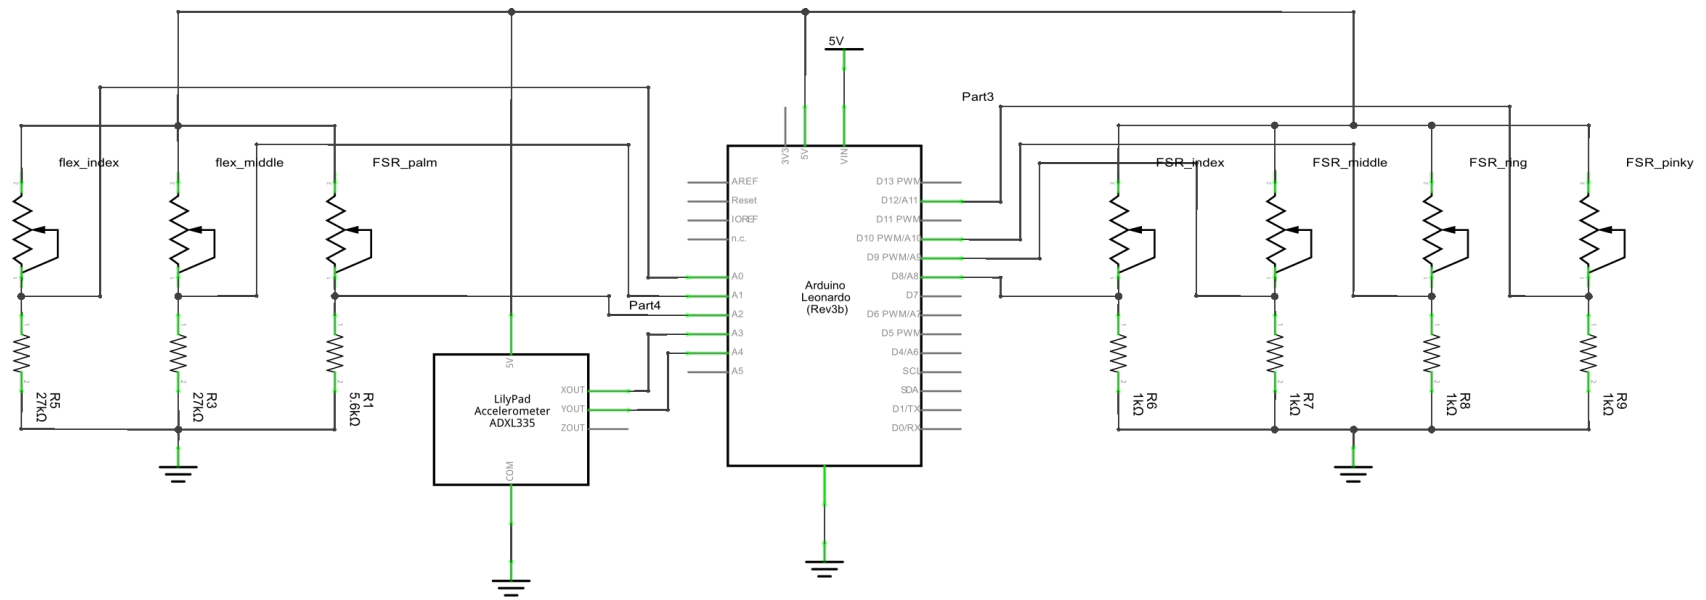 5V
Part3
flex_index
flex_middle
FSR_palm
FSR_index
FSR_middle
FSR_ring
FSR_pinky
3V3
5V
VIN
AREF
Reset
IOREF
n.c.
A0
A1
A2
A3
A4
A5
D13 PWM
D12/A11
D11 PWM
D10 PWM/A10
D9 PWM/A9
D8/A8
D7
D6 PWM/A7
D5 PWM
D4/A6
SCL
SDA
D1/TX
D0/RX
Arduino
Leonardo
(Rev3b)
Part4
5V
LilyPad
Accelerometer
ADXL335
XOUT
YOUT
ZOUT
COM
R5
27kΩ
R3
27kΩ
R1
5.6kΩ
R6
1kΩ
R7
1kΩ
R8
1kΩ
R9
1kΩ